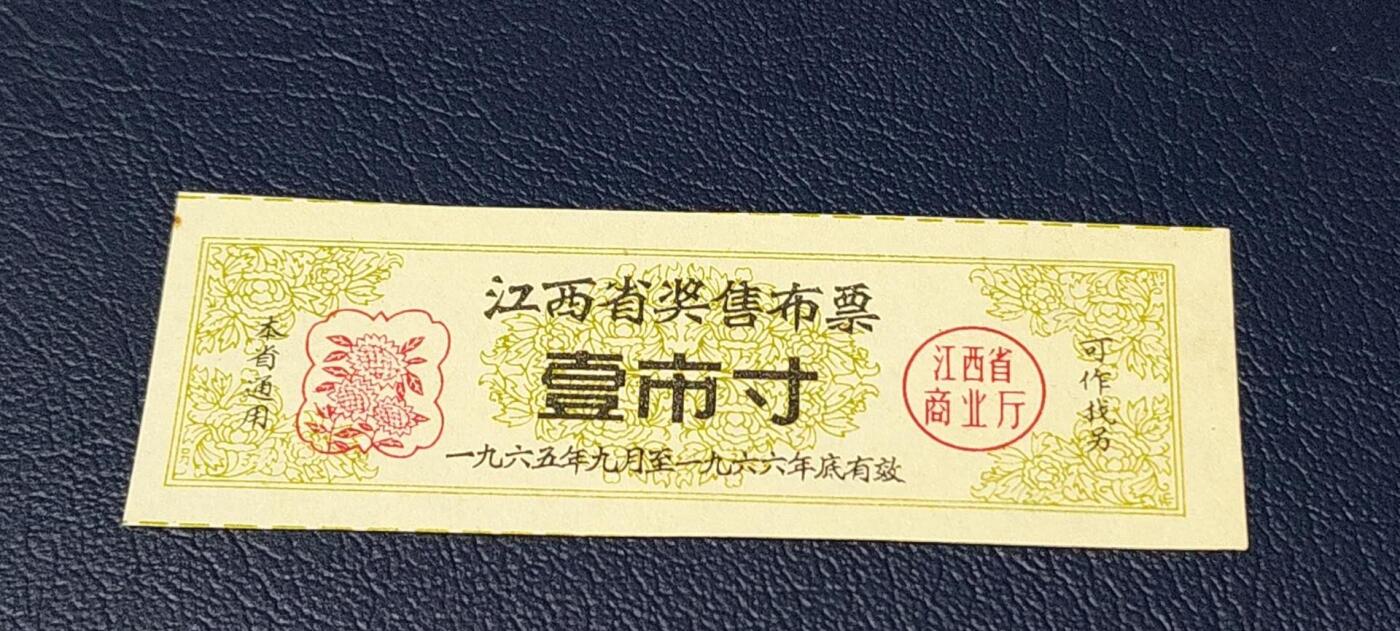 江西省奖售布票
壹市寸
一九六五年九月至一九六六年底有效
本省通用
江西省
商业厅
可作找另